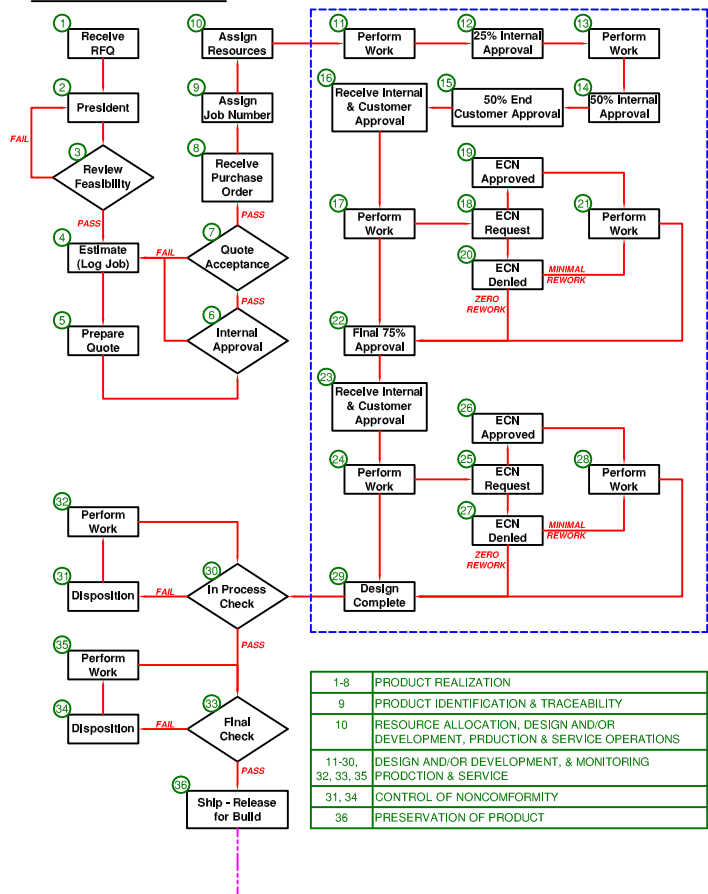 1
Receive
RFQ
2
President
FAIL
3
Review
Feasibility
PASS
4
Estimate
(Log Job)
5
Prepare
Quote
6
Internal
Approval
FAIL
PASS
7
Quote
Acceptance
PASS
8
Receive
Purchase
Order
9
Assign
Job Number
10
Assign
Resources
11
Perform
Work
12
25% Internal
Approval
13
Perform
Work
14
50% Internal
Approval
15
50% End
Customer Approval
16
Receive Internal
& Customer
Approval
17
Perform
Work
18
ECN
Request
19
ECN
Approved
20
ECN
Denied
MINIMAL
REWORK
ZERO
REWORK
21
Perform
Work
22
Final 75%
Approval
23
Receive Internal
& Customer
Approval
24
Perform
Work
25
ECN
Request
26
ECN
Approved
27
ECN
Denied
MINIMAL
REWORK
ZERO
REWORK
28
Perform
Work
29
Design
Complete
30
In Process
Check
FAIL
PASS
31
Disposition
32
Perform
Work
33
Final
Check
FAIL
PASS
34
Disposition
35
Perform
Work
36
Ship - Release
for Build
1-8 PRODUCT REALIZATION
9 PRODUCT IDENTIFICATION & TRACEABILITY
10 RESOURCE ALLOCATION, DESIGN AND/OR
DEVELOPMENT, PRDUCTION & SERVICE OPERATIONS
11-30, DESIGN AND/OR DEVELOPMENT, & MONITORING
32, 33, 35 PRODCTION & SERVICE
31, 34 CONTROL OF NONCOMFORMITY
36 PRESERVATION OF PRODUCT